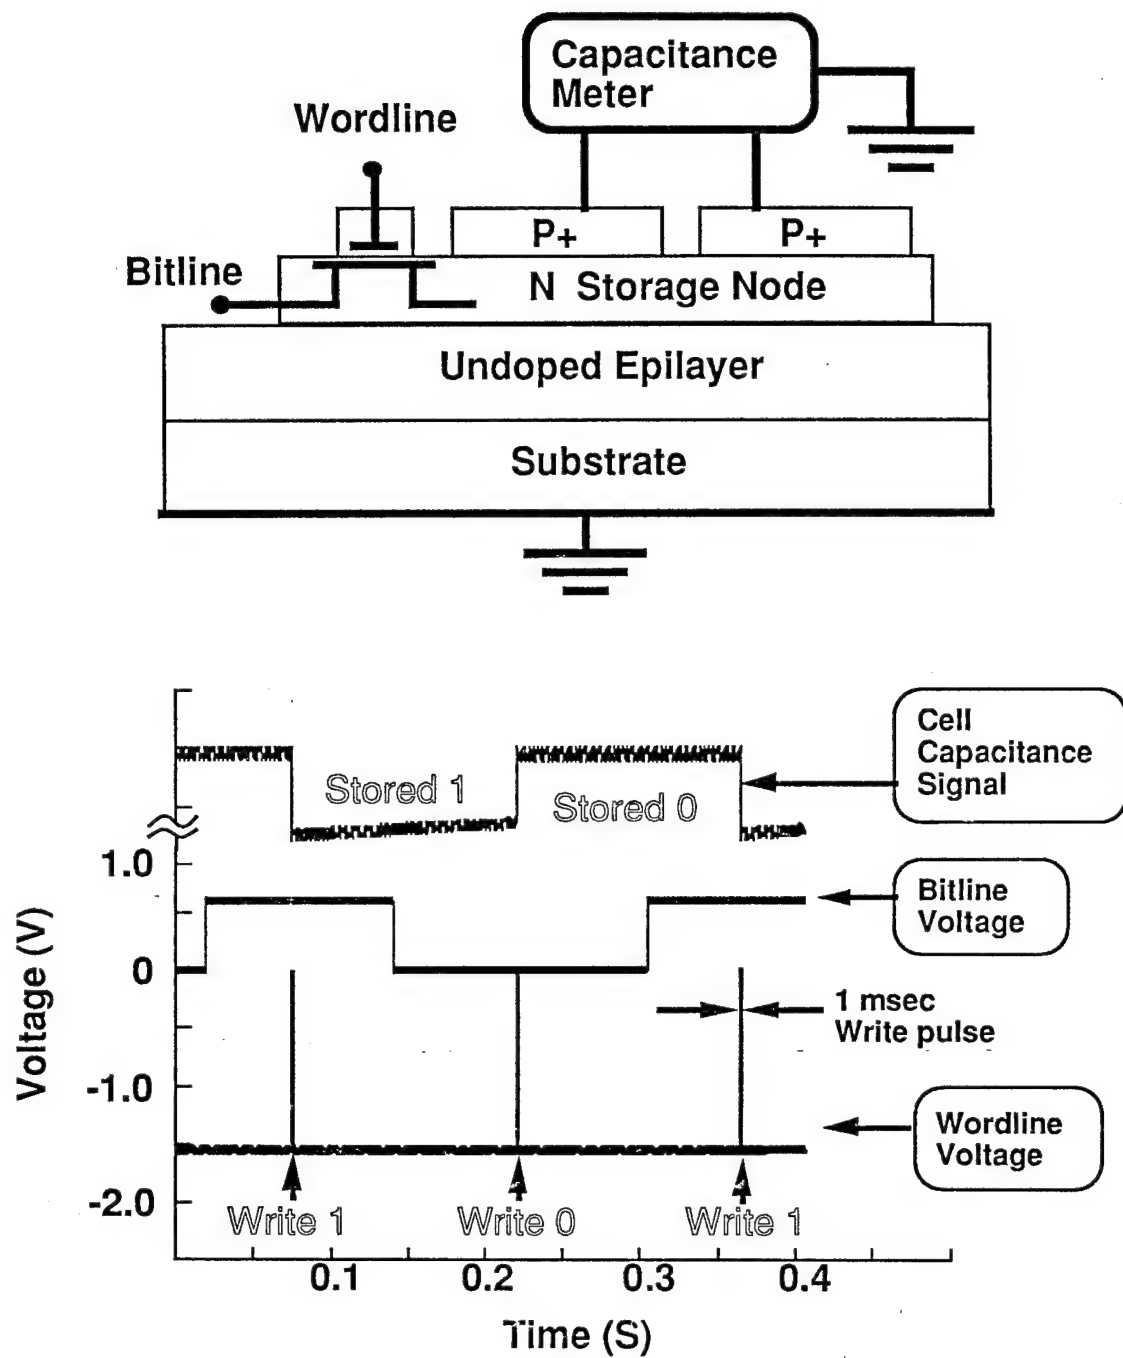 Capacitance
Meter
Wordline
P+
P+
Bitline
N Storage Node
Undoped Epilayer
Substrate
Cell
Capacitance
Signal
Stored 1
Stored 0
1.0
Bitline
Voltage
0
1 msec
Write pulse
Voltage (V)
-1.0
Wordline
Voltage
-2.0
Write 1
Write 0
Write 1
0.1
0.2
0.3
0.4
Time (S)